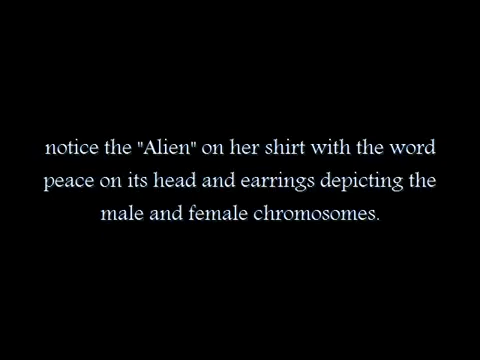 notice the "Alien" on her shirt with the word
peace on its head and earrings depicting the
male and female chromosomes.